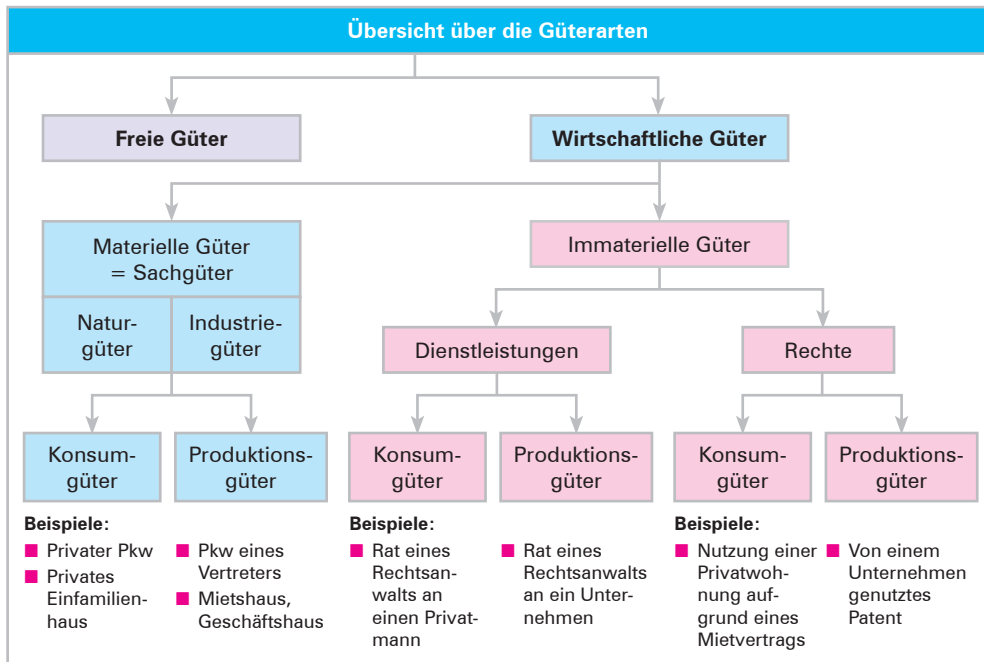 Übersicht über die Güterarten
Freie Güter
Wirtschaftliche Güter
Materielle Güter
= Sachgüter
Natur-
güter
Industrie-
güter
Immaterielle Güter
Dienstleistungen
Rechte
Konsum-
güter
Produktions-
güter
Konsum-
güter
Produktions-
güter
Konsum-
güter
Produktions-
güter
Beispiele:
Privater Pkw
Privates
Einfamilien-
haus
Pkw eines
Vertreters
Mietshaus,
Geschäftshaus
Beispiele:
Rat eines
Rechtsan-
walts an
einen Privat-
mann
Rat eines
Rechtsanwalts
an ein Unter-
nehmen
Beispiele:
Nutzung einer
Privatwoh-
nung auf-
grund eines
Mietvertrags
Von einem
Unternehmen
genutztes
Patent